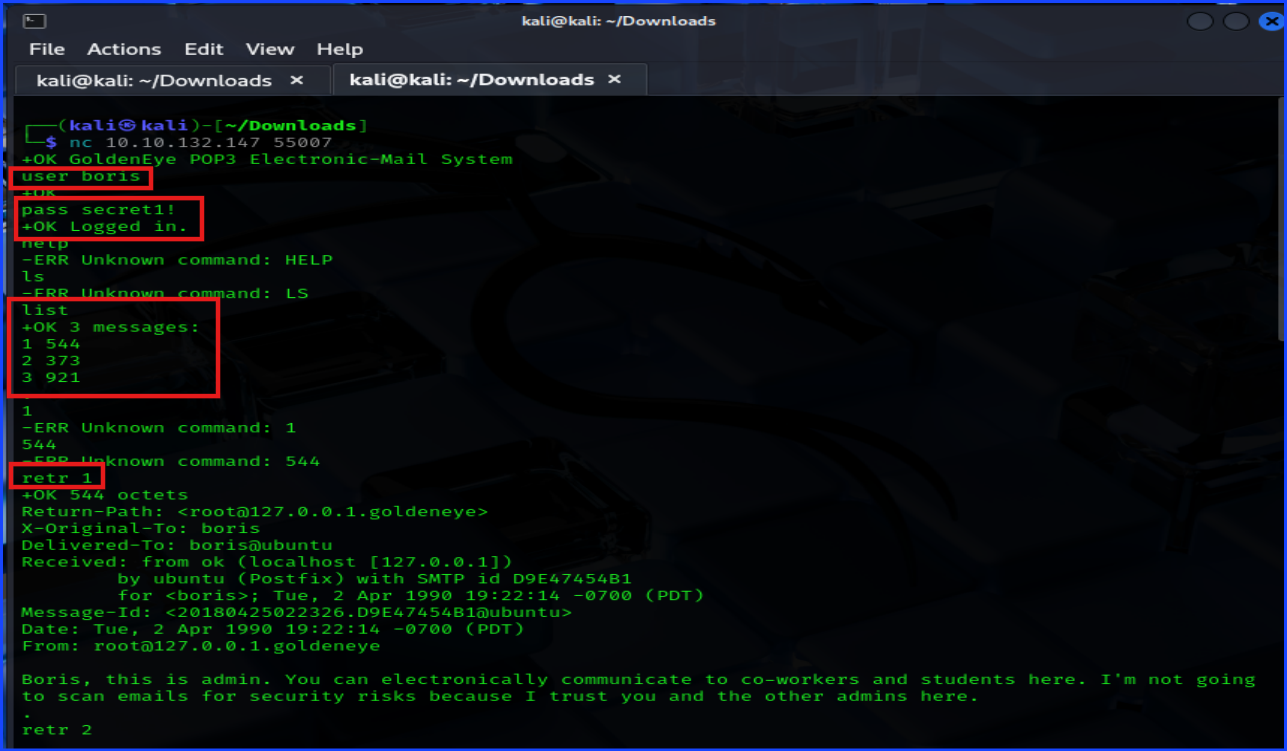 kali@kali: ~/Downloads
File Actions Edit View Help
kali@kali: ~/Downloads × kali@kali: ~/Downloads ×
(kali㉿kali)-[~/Downloads]
$ nc 10.10.132.147 55007
+OK GoldenEye POP3 Electronic-Mail System
user boris
+OK
pass secret1!
+OK Logged in.
help
-ERR Unknown command: HELP
ls
-ERR Unknown command: LS
list
+OK 3 messages:
1 544
2 373
3 921
.
1
-ERR Unknown command: 1
544
-ERR Unknown command: 544
retr 1
+OK 544 octets
Return-Path: <root@127.0.0.1.goldeneye>
X-Original-To: boris
Delivered-To: boris@ubuntu
Received: from ok (localhost [127.0.0.1])
by ubuntu (Postfix) with SMTP id D9E47454B1
for <boris>; Tue, 2 Apr 1990 19:22:14 -0700 (PDT)
Message-Id: <20180425022326.D9E47454B1@ubuntu>
Date: Tue, 2 Apr 1990 19:22:14 -0700 (PDT)
From: root@127.0.0.1.goldeneye
Boris, this is admin. You can electronically communicate to co-workers and students here. I'm not going
to scan emails for security risks because I trust you and the other admins here.
.
retr 2